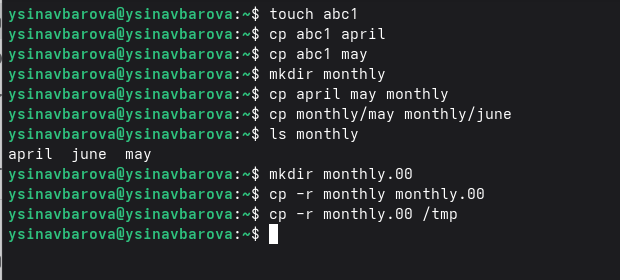 ysinavbarova@ysinavbarova:~$ touch abc1
ysinavbarova@ysinavbarova:~$ cp abc1 april
ysinavbarova@ysinavbarova:~$ cp abc1 may
ysinavbarova@ysinavbarova:~$ mkdir monthly
ysinavbarova@ysinavbarova:~$ cp april may monthly
ysinavbarova@ysinavbarova:~$ cp monthly/may monthly/june
ysinavbarova@ysinavbarova:~$ ls monthly
april  june  may
ysinavbarova@ysinavbarova:~$ mkdir monthly.00
ysinavbarova@ysinavbarova:~$ cp -r monthly monthly.00
ysinavbarova@ysinavbarova:~$ cp -r monthly.00 /tmp
ysinavbarova@ysinavbarova:~$